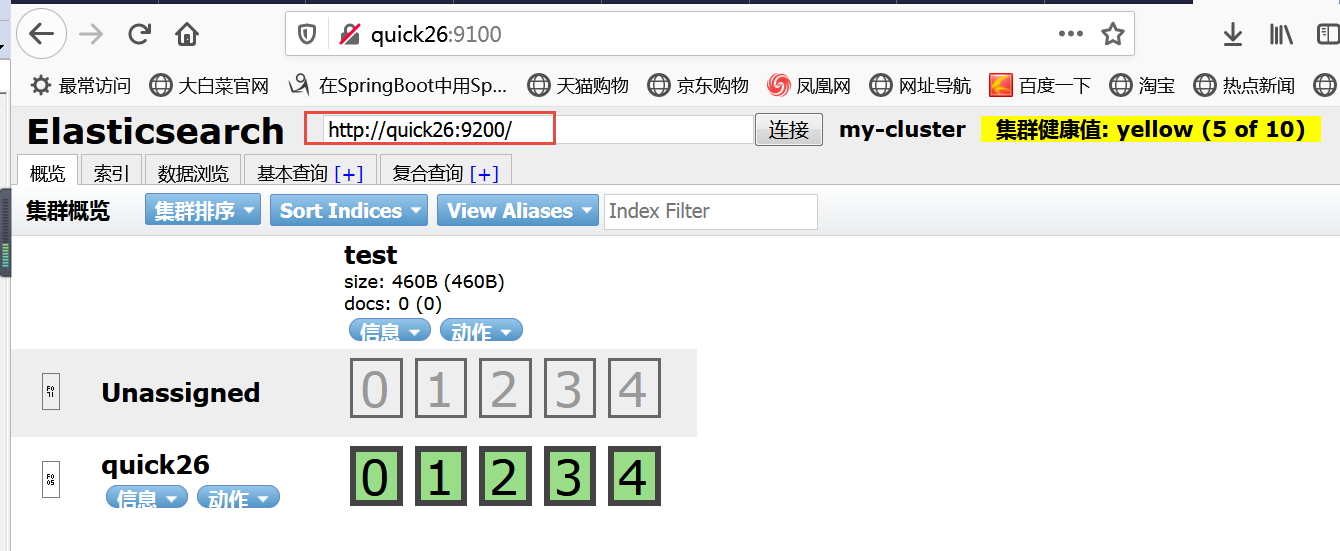 quick26:9100
最常访问 大白菜官网 在SpringBoot中用Sp... 天猫购物 京东购物 凤凰网 网址导航 百度一下 淘宝 热点新闻
Elasticsearch http://quick26:9200/ 连接 my-cluster 集群健康值: yellow (5 of 10)
概览 索引 数据浏览 基本查询 [+] 复合查询 [+]
集群概览 集群排序 Sort Indices View Aliases Index Filter
test
size: 460B (460B)
docs: 0 (0)
信息 动作
Unassigned 0 1 2 3 4
quick26 0 1 2 3 4
信息 动作